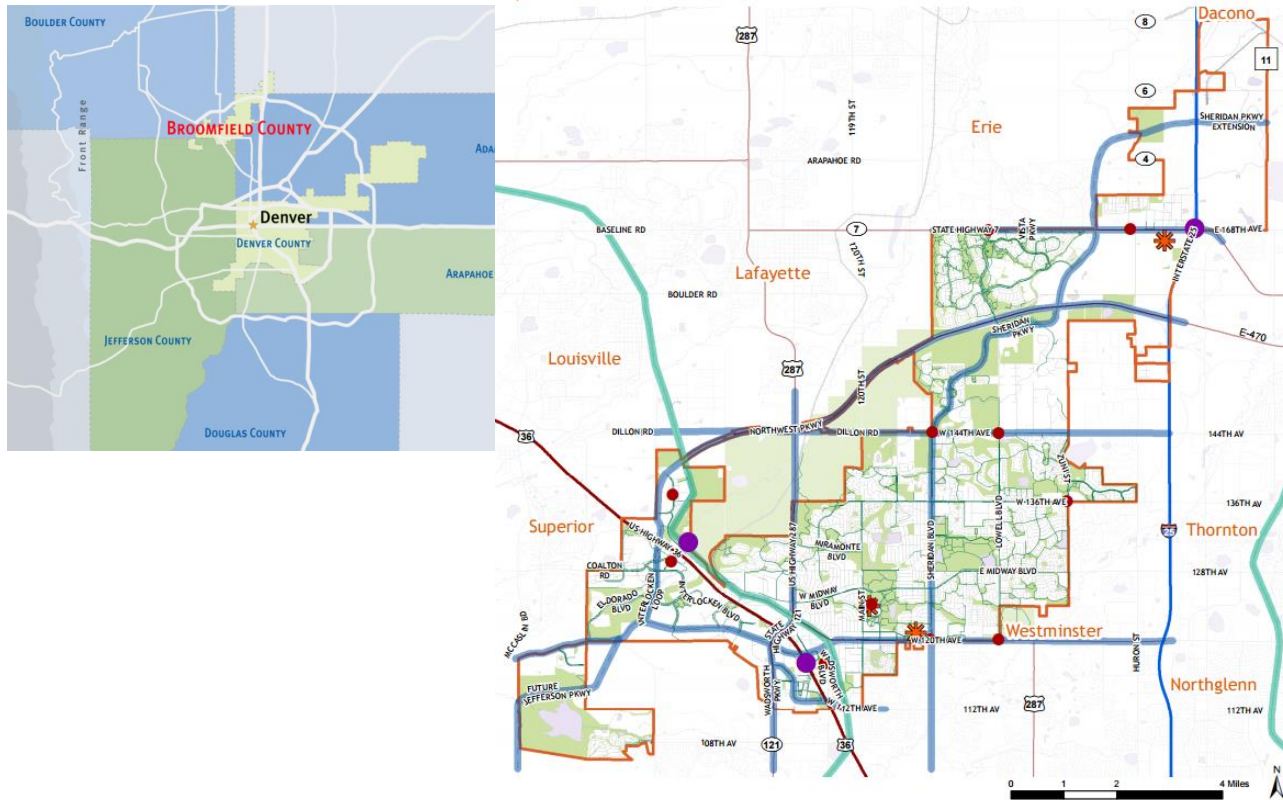 BOULDER COUNTY
Front Range
BROOMFIELD COUNTY
ADA
Denver
DENVER COUNTY
ARAPAHOE
JEFFERSON COUNTY
DOUGLAS COUNTY
Dacono
8
287
11
6
SHERIDAN PKWY
EXTENSION
119TH ST
Erie
ARAPAHOE RD
4
BASELINE RD
7
STATE HIGHWAY 7
VISTA
PKWY
E 168TH AVE
INTERSTATE 25
120TH ST
Lafayette
BOULDER RD
SHERIDAN
PKWY
E-470
Louisville
287
120TH ST
36
DILLON RD
NORTHWEST PKWY
DILLON RD
W 144TH AVE
144TH AV
ZUNI ST
LOWELL BLVD
W 136TH AVE
136TH AV
Superior
US HIGHWAY 36
US HIGHWAY 287
MIRAMONTE
BLVD
SHERIDAN BLVD
25
Thornton
COALTON
RD
E MIDWAY BLVD
128TH AV
ELDORADO
BLVD
INTERLOCKEN
LOOP
INTERLOCKEN BLVD
W MIDWAY
BLVD
MAIN ST
STATE
HIGHWAY 121
Westminster
W 120TH AVE
MCCASLIN BD
HURON ST
WADSWORTH
BLVD
WADSWORTH
PKWY
FUTURE
JEFFERSON PKWY
Northglenn
W 112TH AVE
112TH AV
287
112TH AV
108TH AV
121
36
N
0 1 2 4 Miles